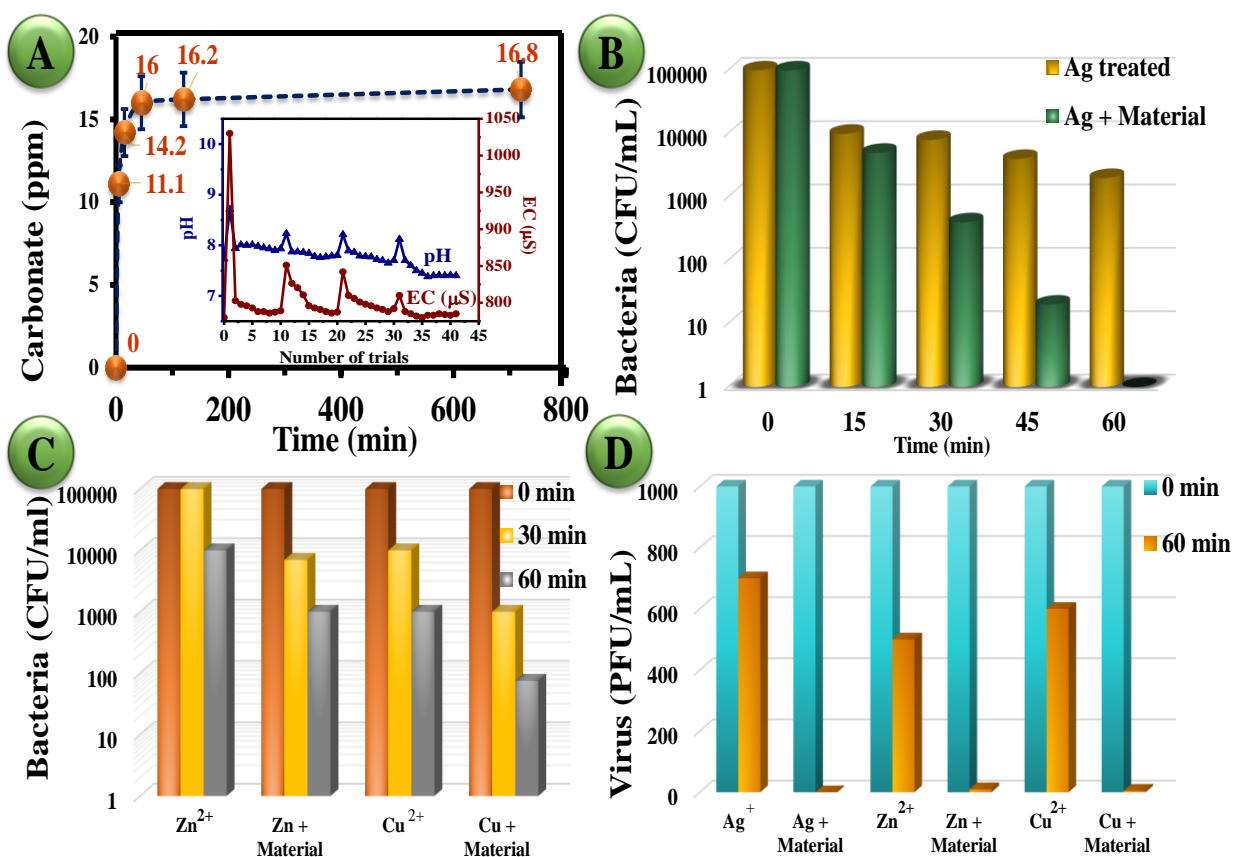 A
Carbonate (ppm)
20
15
10
5
0
0
11.1
14.2
16
16.2
16.8
0 200 400 600 800
Time (min)
pH
10
9
8
7
EC (µS)
1050
1000
950
900
850
800
pH
EC (µS)
0 5 10 15 20 25 30 35 40 45
Number of trials
B
Bacteria (CFU/mL)
100000
10000
1000
100
10
1
Ag treated
Ag + Material
0 15 30 45 60
Time (min)
C
Bacteria (CFU/ml)
100000
10000
1000
100
10
1
0 min
30 min
60 min
Zn²⁺
Zn +
Material
Cu²⁺
Cu +
Material
D
Virus (PFU/mL)
1000
800
600
400
200
0
0 min
60 min
Ag⁺
Ag +
Material
Zn²⁺
Zn +
Material
Cu²⁺
Cu +
Material